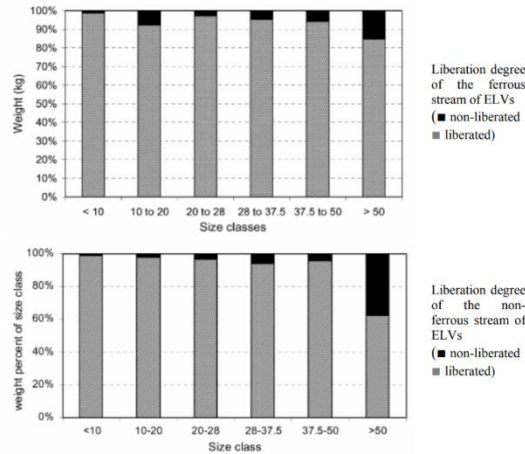 100%
90%
80%
70%
60%
50%
40%
30%
20%
10%
0%
Weight (kg)
< 10 10 to 20 20 to 28 28 to 37.5 37.5 to 50 > 50
Size classes
Liberation degree
of the ferrous
stream of ELVs
(■ non-liberated
■ liberated)
100%
80%
60%
40%
20%
0%
weight percent of size class
<10 10-20 20-28 28-37.5 37.5-50 >50
Size class
Liberation degree
of the non-
ferrous stream of
ELVs
(■ non-liberated
■ liberated)